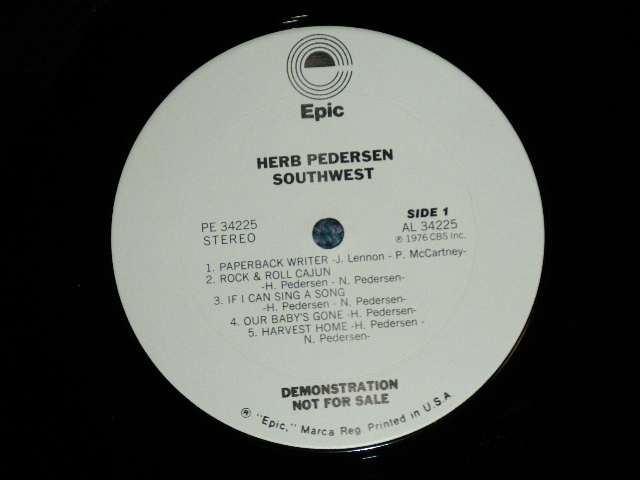 Epic
HERB PEDERSEN
SOUTHWEST
PE 34225
STEREO
SIDE 1
AL 34225
℗ 1976 CBS Inc.
1. PAPERBACK WRITER -J. Lennon - P. McCartney-
2. ROCK & ROLL CAJUN
-H. Pedersen - N. Pedersen-
3. IF I CAN SING A SONG
-H. Pedersen - N. Pedersen-
4. OUR BABY'S GONE -H. Pedersen-
5. HARVEST HOME -H. Pedersen -
N. Pedersen-
DEMONSTRATION
NOT FOR SALE
® "Epic," Marca Reg. Printed in U.S.A